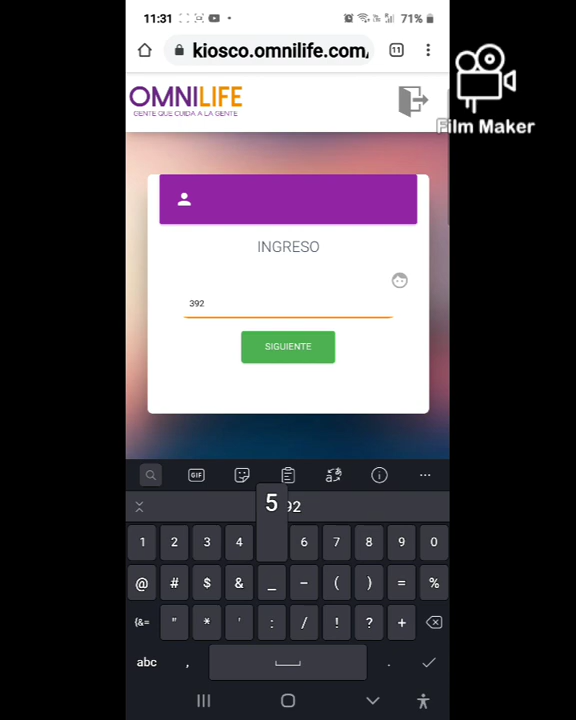 11:31 71%
kiosco.omnilife.com/ 11
OMNILIFE
GENTE QUE CUIDA A LA GENTE
Film Maker
INGRESO
392
SIGUIENTE
GIF
5 92
1 2 3 4 6 7 8 9 0
@ # $ & _ - ( ) = %
{&= " * ' : / ! ? +
abc , .